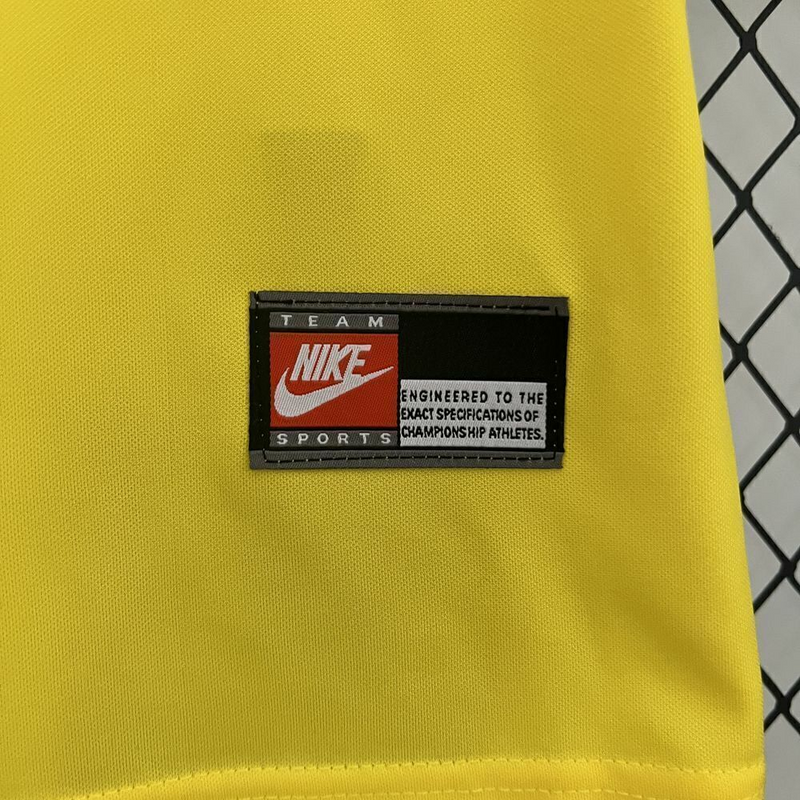 TEAM
NIKE
SPORTS
ENGINEERED TO THE
EXACT SPECIFICATIONS OF
CHAMPIONSHIP ATHLETES.